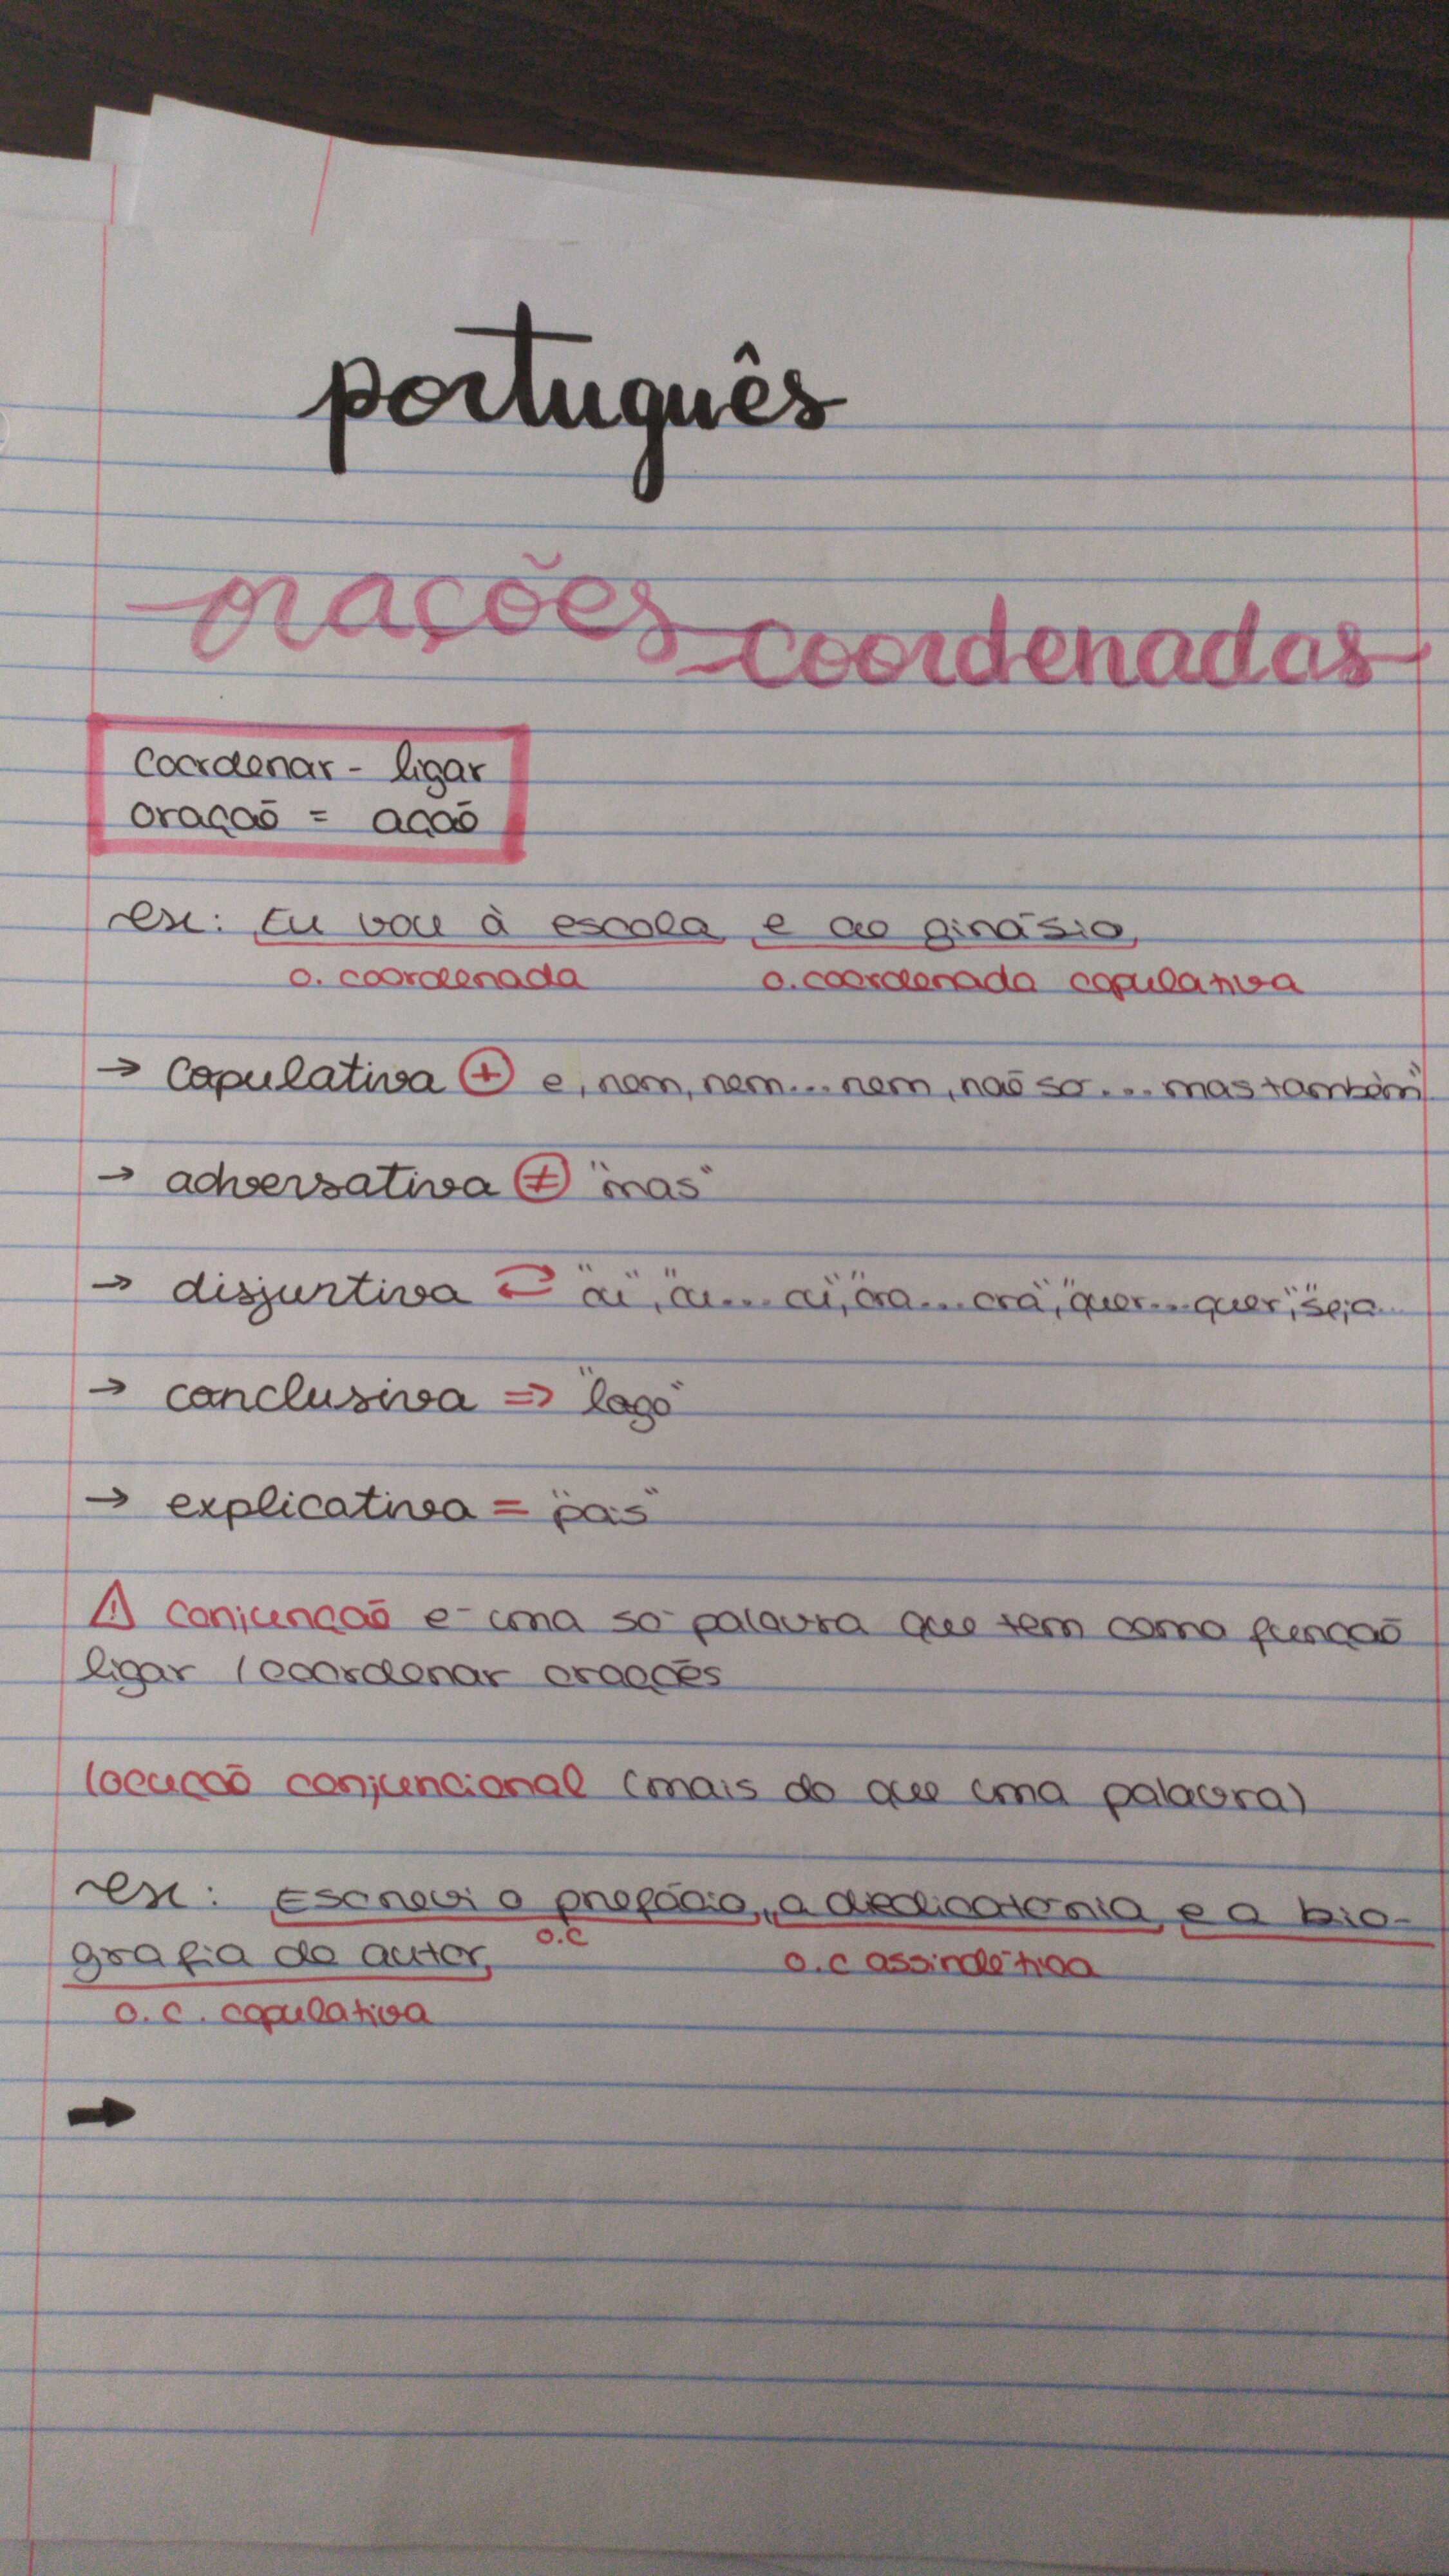 português
orações coordenadas
coordenar - ligar
oração = ação
ex: Eu vou à escola e ao ginásio,
o. coordenada o. coordenada copulativa
→ copulativa ⊕ e, nem, nem... nem, não só... mas também"
→ adversativa ≠ "mas"
→ disjuntiva ⇄ "ou", "ou... ou", "ora... ora", "quer... quer", "seja...
→ conclusiva => "logo"
→ explicativa = "pois"
⚠ conjunção é uma só palavra que tem como função
ligar / coordenar orações
locução conjuncional (mais do que uma palavra)
ex: Escrevi o prefácio, a dedicatória e a bio-
o.c
grafia do autor,
o.c assindética
o.c. copulativa
→